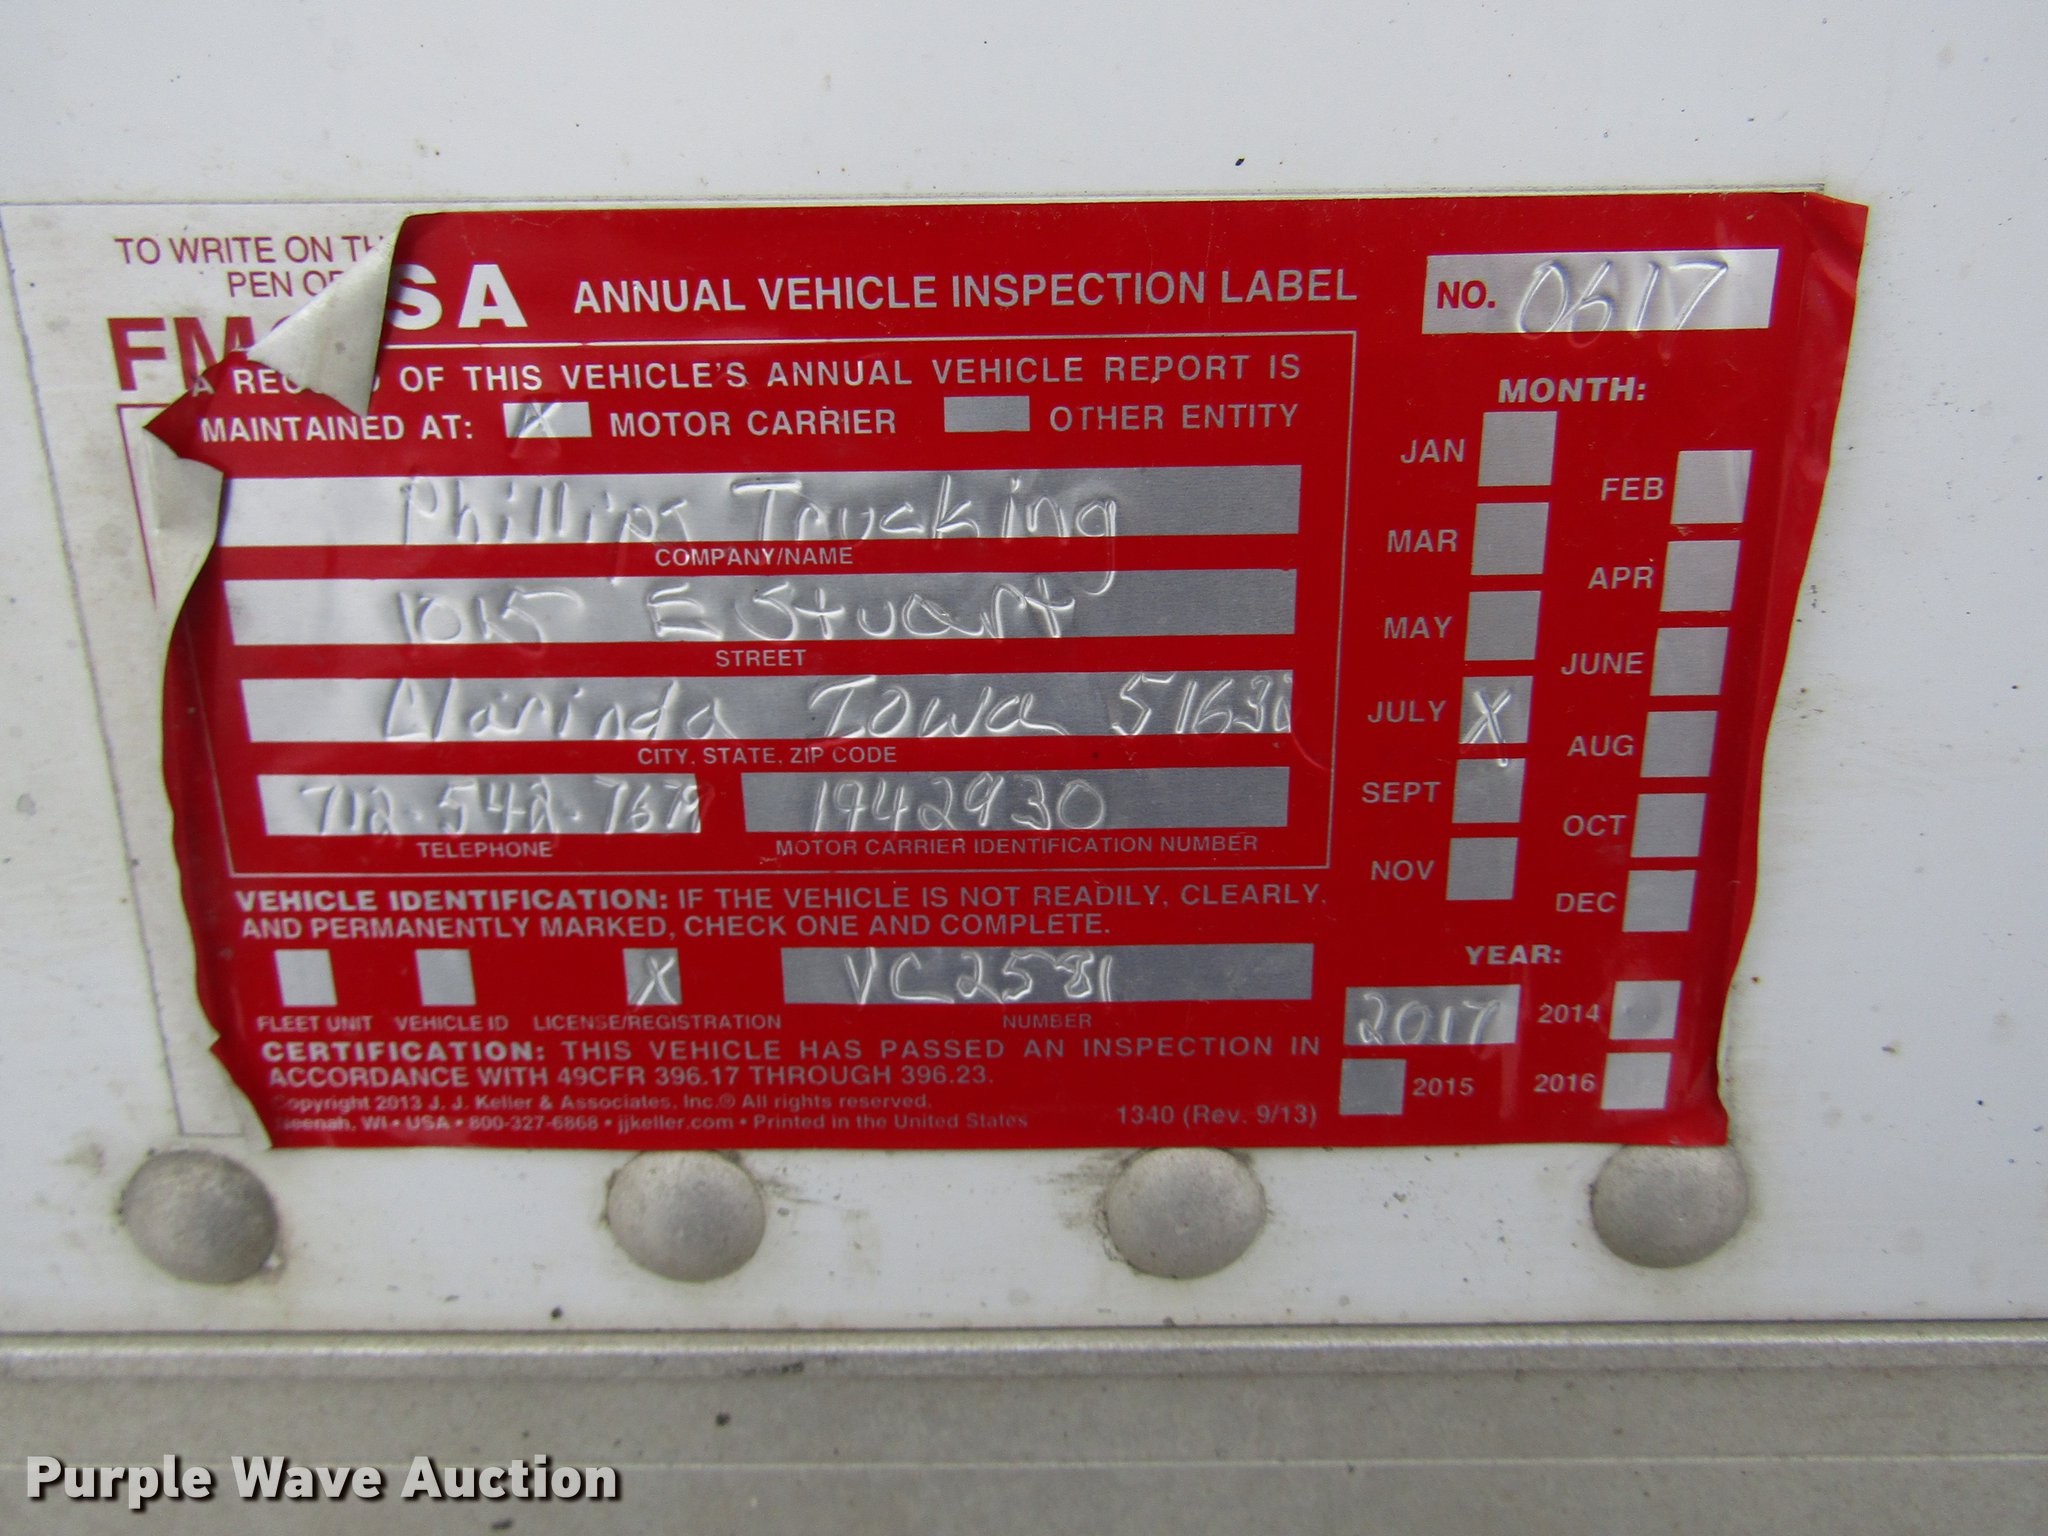 TO WRITE ON
PEN
FM SA ANNUAL VEHICLE INSPECTION LABEL NO. 0617
A OF THIS VEHICLE'S ANNUAL VEHICLE REPORT IS
MAINTAINED AT: X MOTOR CARRIER OTHER ENTITY
Phillips Trucking
COMPANY/NAME
1015 E Stuart
STREET
Clarinda Iowa 51632
CITY, STATE, ZIP CODE
712-542-7679 1942930
TELEPHONE MOTOR CARRIER IDENTIFICATION NUMBER
VEHICLE IDENTIFICATION: IF THE VEHICLE IS NOT READILY, CLEARLY,
AND PERMANENTLY MARKED, CHECK ONE AND COMPLETE.
X VC2581
FLEET UNIT VEHICLE ID LICENSE/REGISTRATION NUMBER
CERTIFICATION: THIS VEHICLE HAS PASSED AN INSPECTION IN
ACCORDANCE WITH 49CFR 396.17 THROUGH 396.23.
Copyright 2013 J. J. Keller & Associates, Inc.® All rights reserved.
Neenah, WI • USA • 800-327-6868 • jjkeller.com • Printed in the United States 1340 (Rev. 9/13)
MONTH:
JAN
FEB
MAR
APR
MAY
JUNE
JULY X
AUG
SEPT
OCT
NOV
DEC
YEAR:
2017 2014
2015 2016
Purple Wave Auction